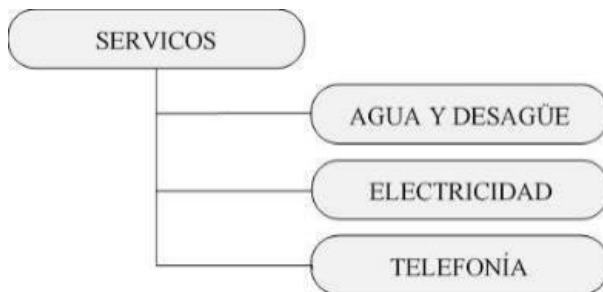 SERVICOS
AGUA Y DESAGÜE
ELECTRICIDAD
TELEFONÍA